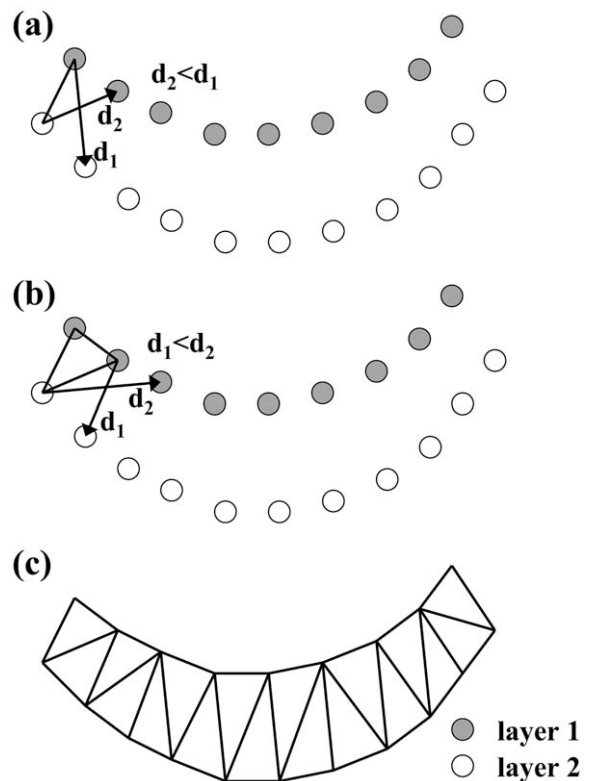 (a)
d₂<d₁
d₂
d₁
(b)
d₁<d₂
d₂
d₁
(c)
layer 1
layer 2